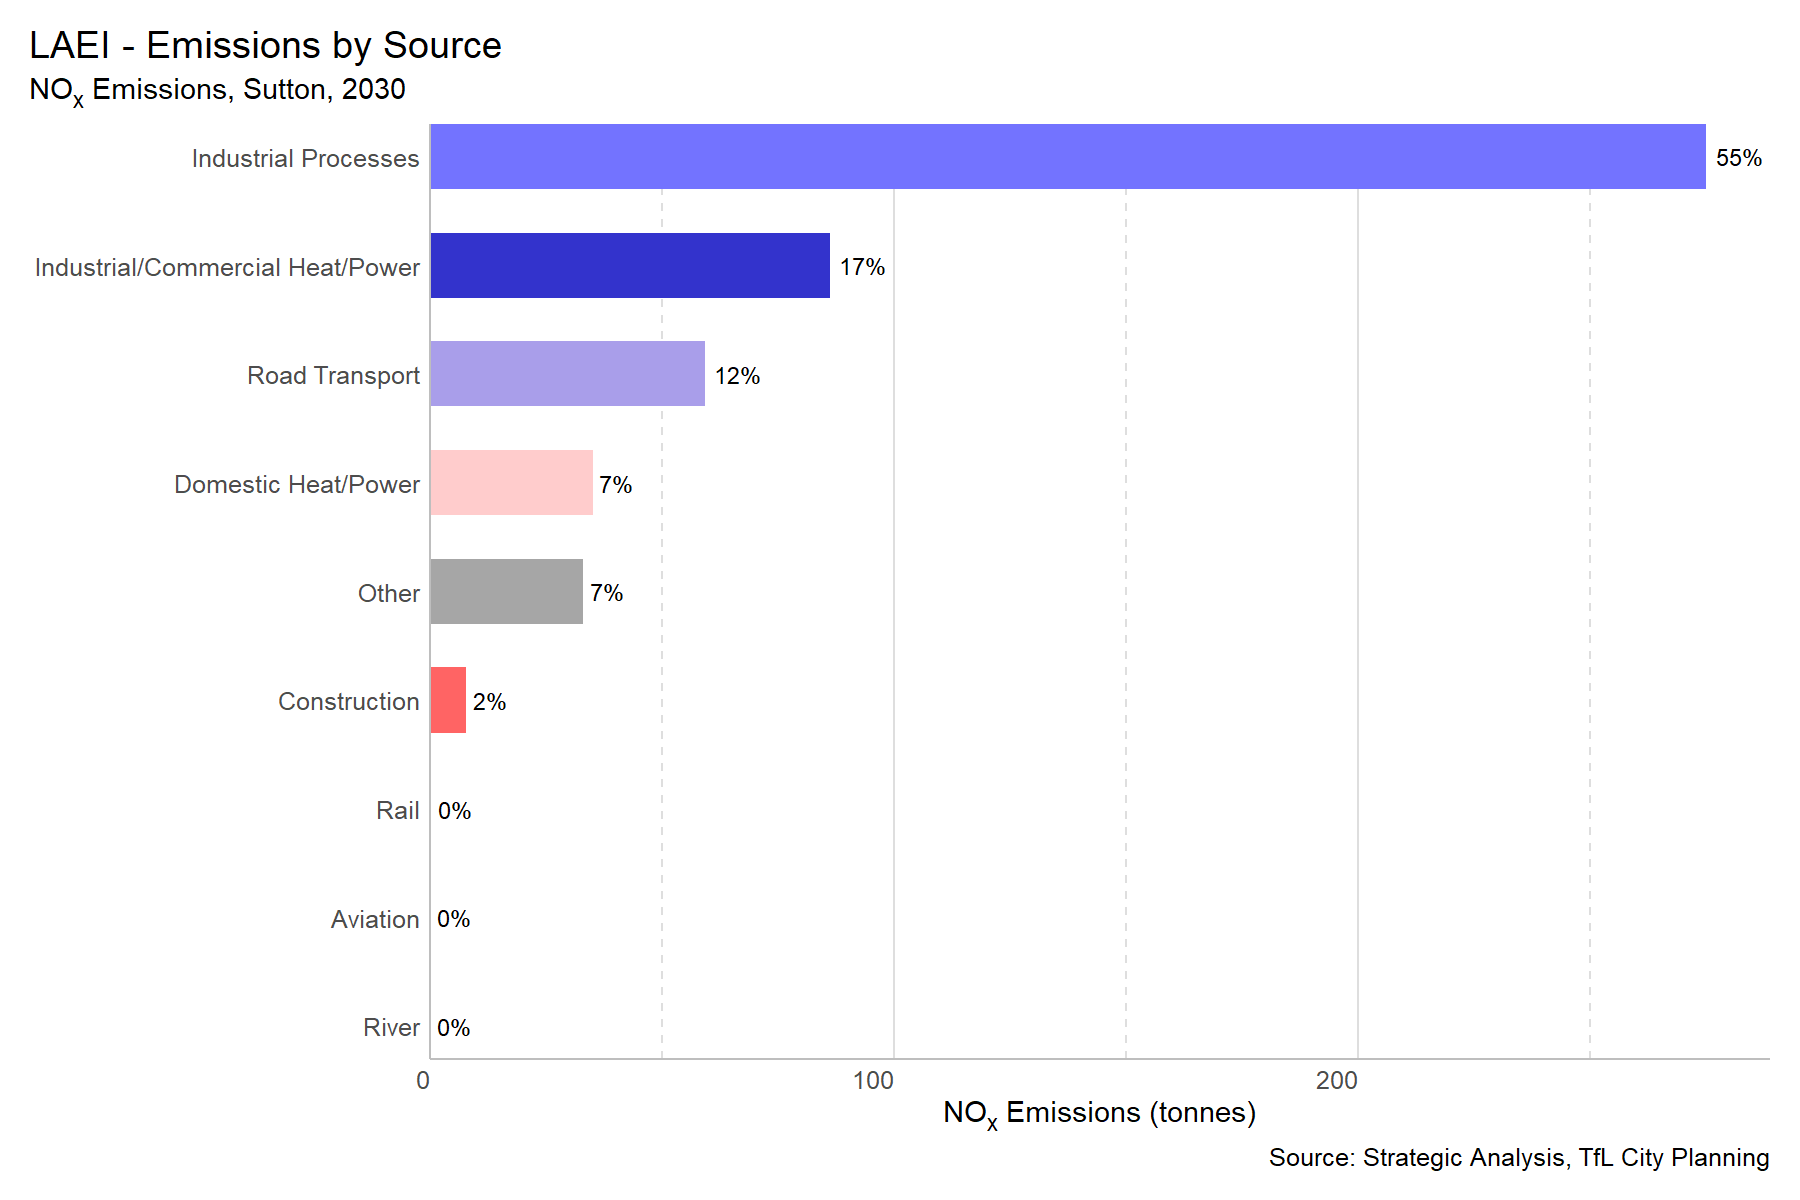 LAEI - Emissions by Source
NOx Emissions, Sutton, 2030
Industrial Processes 55%
Industrial/Commercial Heat/Power 17%
Road Transport 12%
Domestic Heat/Power 7%
Other 7%
Construction 2%
Rail 0%
Aviation 0%
River 0%
0 100 200
NOx Emissions (tonnes)
Source: Strategic Analysis, TfL City Planning